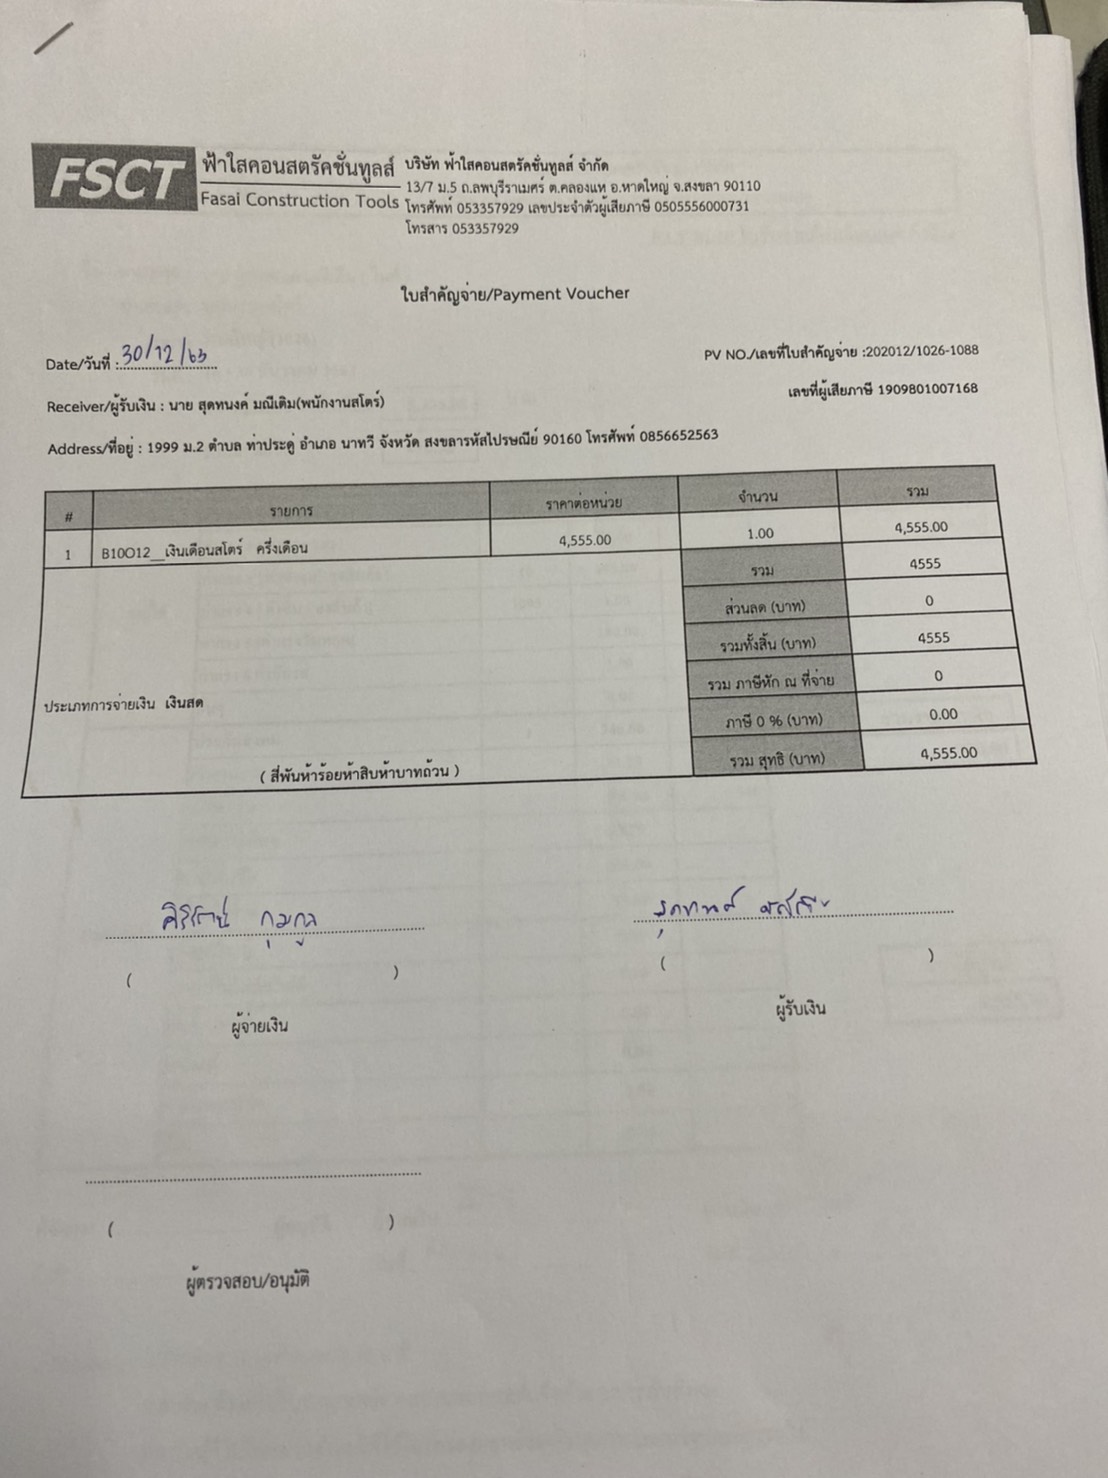 FSCT ฟ้าใสคอนสตรัคชั่นทูลส์
Fasai Construction Tools
บริษัท ฟ้าใสคอนสตรัคชั่นทูลส์ จำกัด
13/7 ม.5 ถ.ลพบุรีราเมศร์ ต.คลองแห อ.หาดใหญ่ จ.สงขลา 90110
โทรศัพท์ 053357929 เลขประจำตัวผู้เสียภาษี 0505556000731
โทรสาร 053357929
ใบสำคัญจ่าย/Payment Voucher
Date/วันที่ : 30/12/63
PV NO./เลขที่ใบสำคัญจ่าย :202012/1026-1088
เลขที่ผู้เสียภาษี 1909801007168
Receiver/ผู้รับเงิน : นาย สุดทนงค์ มณีเติม(พนักงานสโตร์)
Address/ที่อยู่ : 1999 ม.2 ตำบล ท่าประดู่ อำเภอ นาทวี จังหวัด สงขลารหัสไปรษณีย์ 90160 โทรศัพท์ 0856652563
# รายการ ราคาต่อหน่วย จำนวน รวม
1 B10O12__เงินเดือนสโตร์ ครึ่งเดือน 4,555.00 1.00 4,555.00
รวม 4555
ส่วนลด (บาท) 0
รวมทั้งสิ้น (บาท) 4555
รวม ภาษีหัก ณ ที่จ่าย 0
ประเภทการจ่ายเงิน เงินสด
ภาษี 0 % (บาท) 0.00
( สี่พันห้าร้อยห้าสิบห้าบาทถ้วน ) รวม สุทธิ (บาท) 4,555.00
( ) ( )
ผู้จ่ายเงิน ผู้รับเงิน
( )
ผู้ตรวจสอบ/อนุมัติ